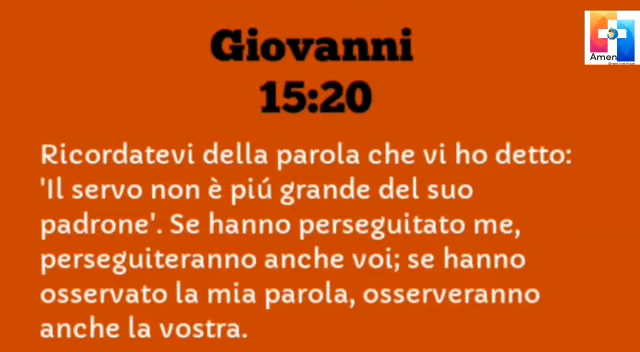 Giovanni
15:20
Amen
Ricordatevi della parola che vi ho detto:
'Il servo non è piú grande del suo
padrone'. Se hanno perseguitato me,
perseguiteranno anche voi; se hanno
osservato la mia parola, osserveranno
anche la vostra.